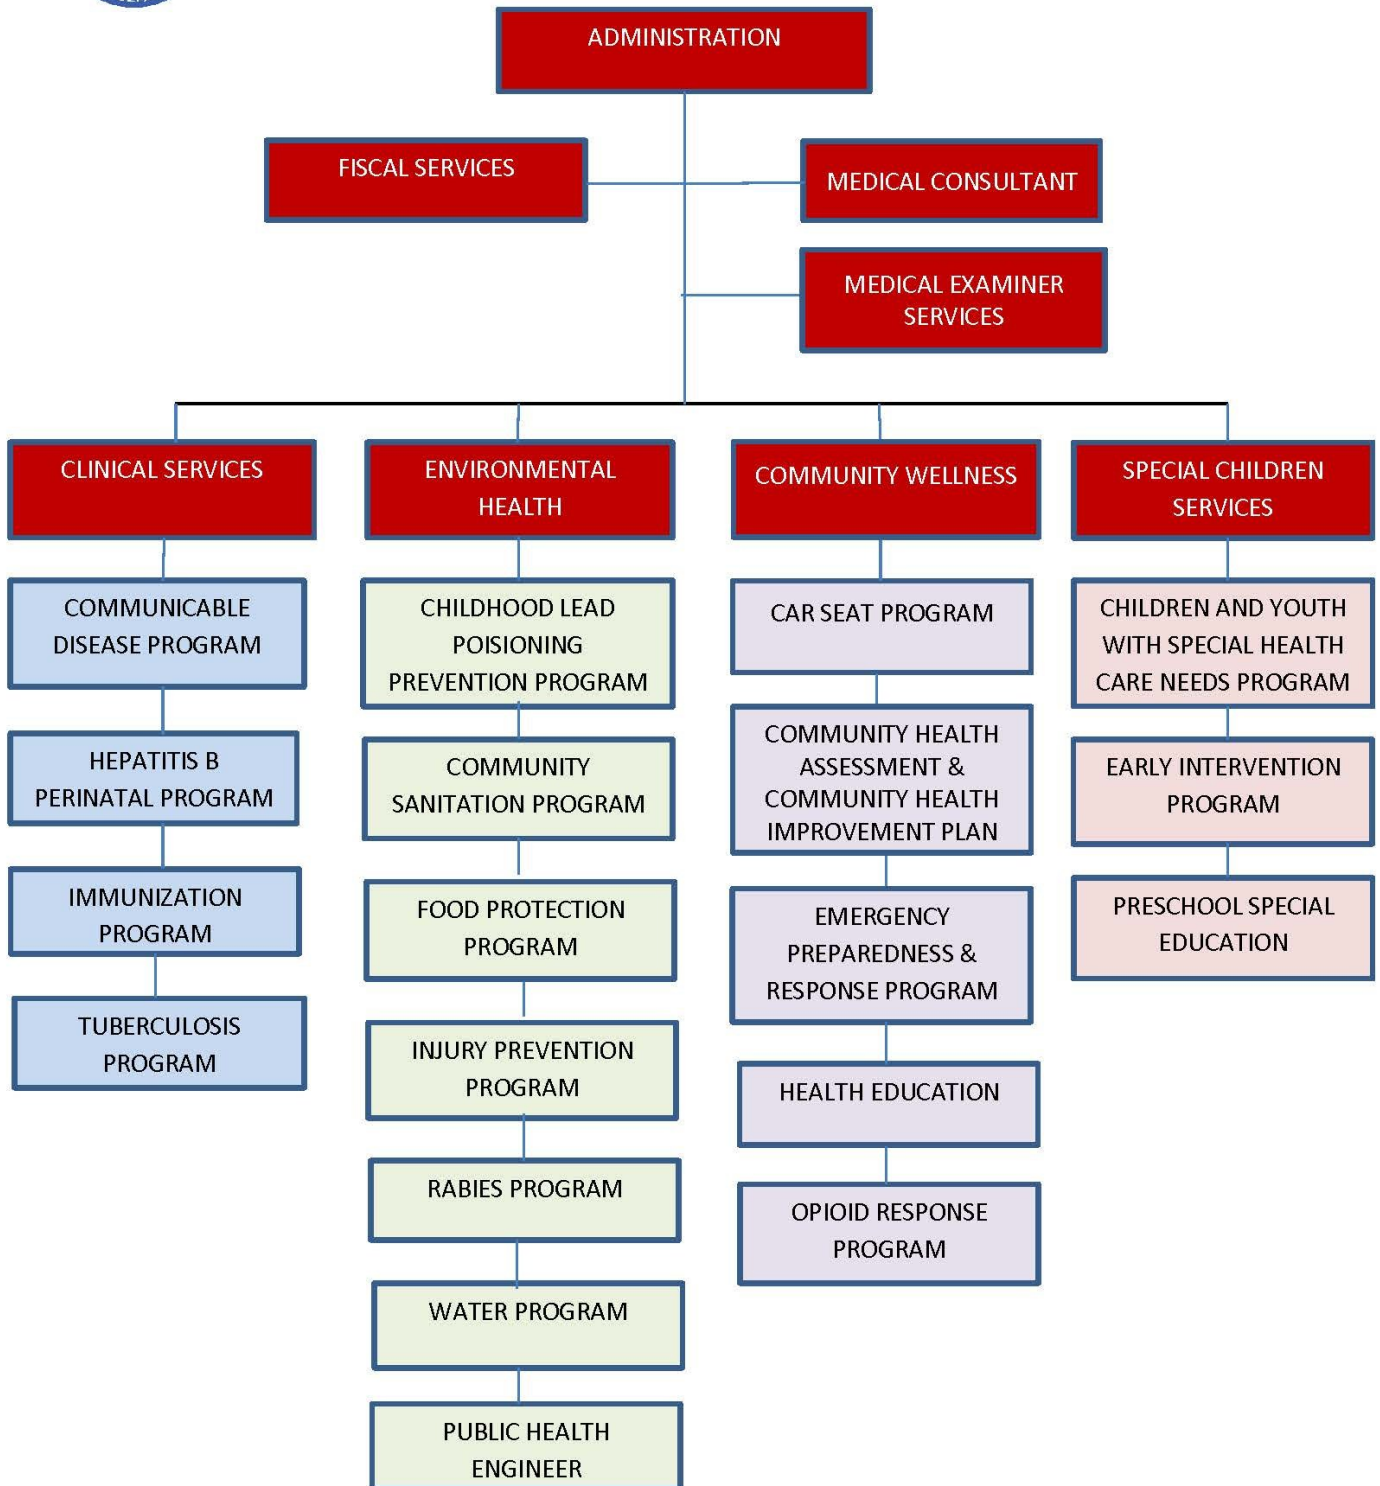 ADMINISTRATION
FISCAL SERVICES
MEDICAL CONSULTANT
MEDICAL EXAMINER
SERVICES
CLINICAL SERVICES
COMMUNICABLE
DISEASE PROGRAM
HEPATITIS B
PERINATAL PROGRAM
IMMUNIZATION
PROGRAM
TUBERCULOSIS
PROGRAM
ENVIRONMENTAL
HEALTH
CHILDHOOD LEAD
POISIONING
PREVENTION PROGRAM
COMMUNITY
SANITATION PROGRAM
FOOD PROTECTION
PROGRAM
INJURY PREVENTION
PROGRAM
RABIES PROGRAM
WATER PROGRAM
PUBLIC HEALTH
ENGINEER
COMMUNITY WELLNESS
CAR SEAT PROGRAM
COMMUNITY HEALTH
ASSESSMENT &
COMMUNITY HEALTH
IMPROVEMENT PLAN
EMERGENCY
PREPAREDNESS &
RESPONSE PROGRAM
HEALTH EDUCATION
OPIOID RESPONSE
PROGRAM
SPECIAL CHILDREN
SERVICES
CHILDREN AND YOUTH
WITH SPECIAL HEALTH
CARE NEEDS PROGRAM
EARLY INTERVENTION
PROGRAM
PRESCHOOL SPECIAL
EDUCATION